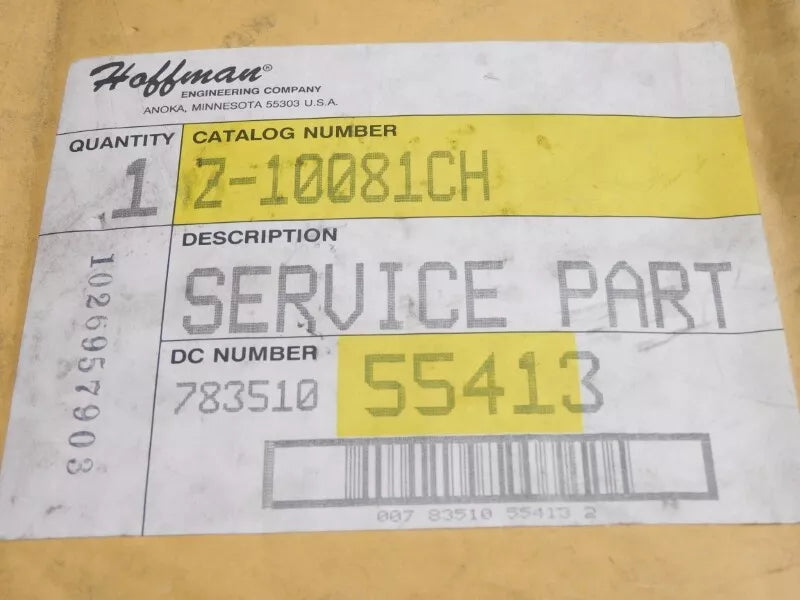 Hoffman®
ENGINEERING COMPANY
ANOKA, MINNESOTA 55303 U.S.A.
QUANTITY
1
CATALOG NUMBER
Z-10081CH
DESCRIPTION
SERVICE PART
DC NUMBER
783510 55413
1026957903
007 83510 55413 2